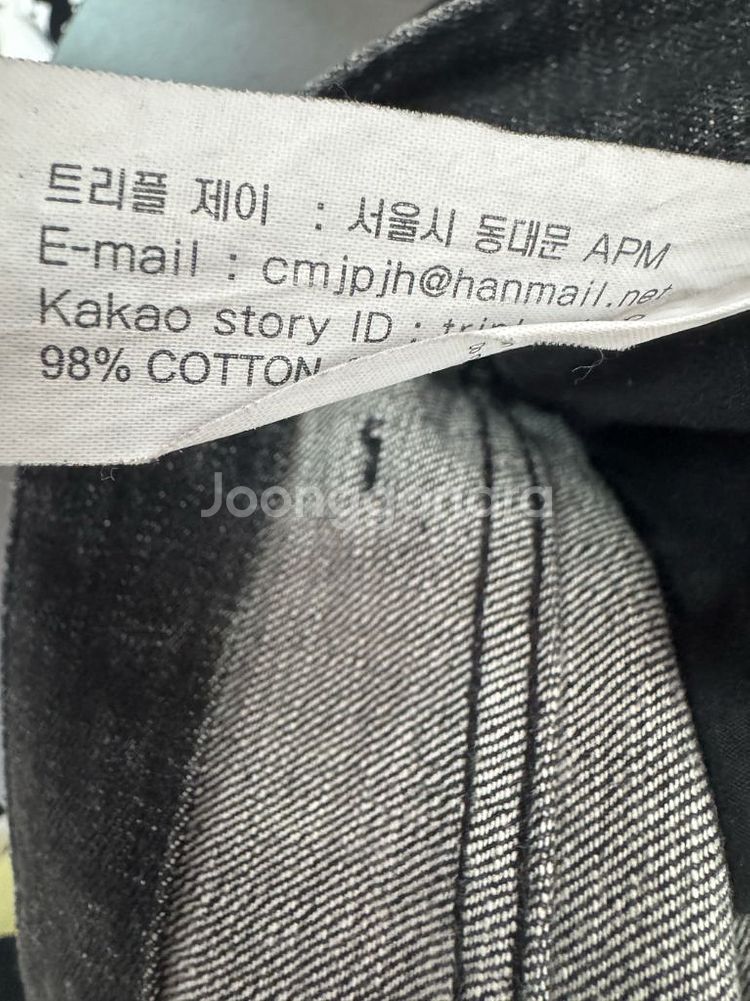 트리플 제이 : 서울시 동대문 APM
E-mail : cmjpjh@hanmail.net
Kakao story ID :
98% COTTON
Joonggonara